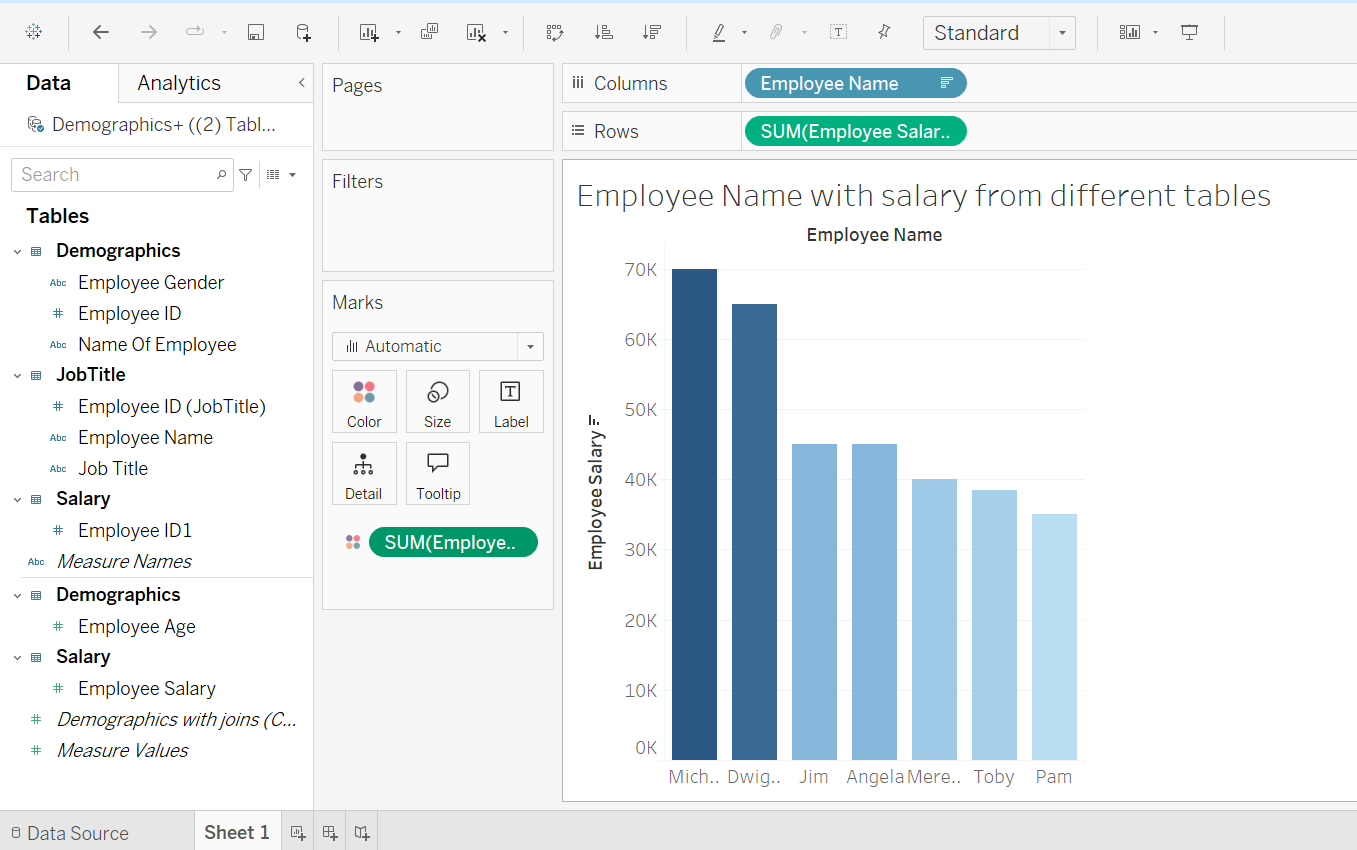 Standard
Data
Analytics
Demographics+ ((2) Tabl...
Search
Tables
Demographics
Abc Employee Gender
# Employee ID
Abc Name Of Employee
JobTitle
# Employee ID (JobTitle)
Abc Employee Name
Abc Job Title
Salary
# Employee ID1
Abc Measure Names
Demographics
# Employee Age
Salary
# Employee Salary
# Demographics with joins (C...
# Measure Values
Pages
Filters
Marks
Automatic
Color Size Label
Detail Tooltip
SUM(Employe..
Columns Employee Name
Rows SUM(Employee Salar..
Employee Name with salary from different tables
Employee Name
Employee Salary
70K
60K
50K
40K
30K
20K
10K
0K
Mich.. Dwig.. Jim Angela Mere.. Toby Pam
Data Source Sheet 1